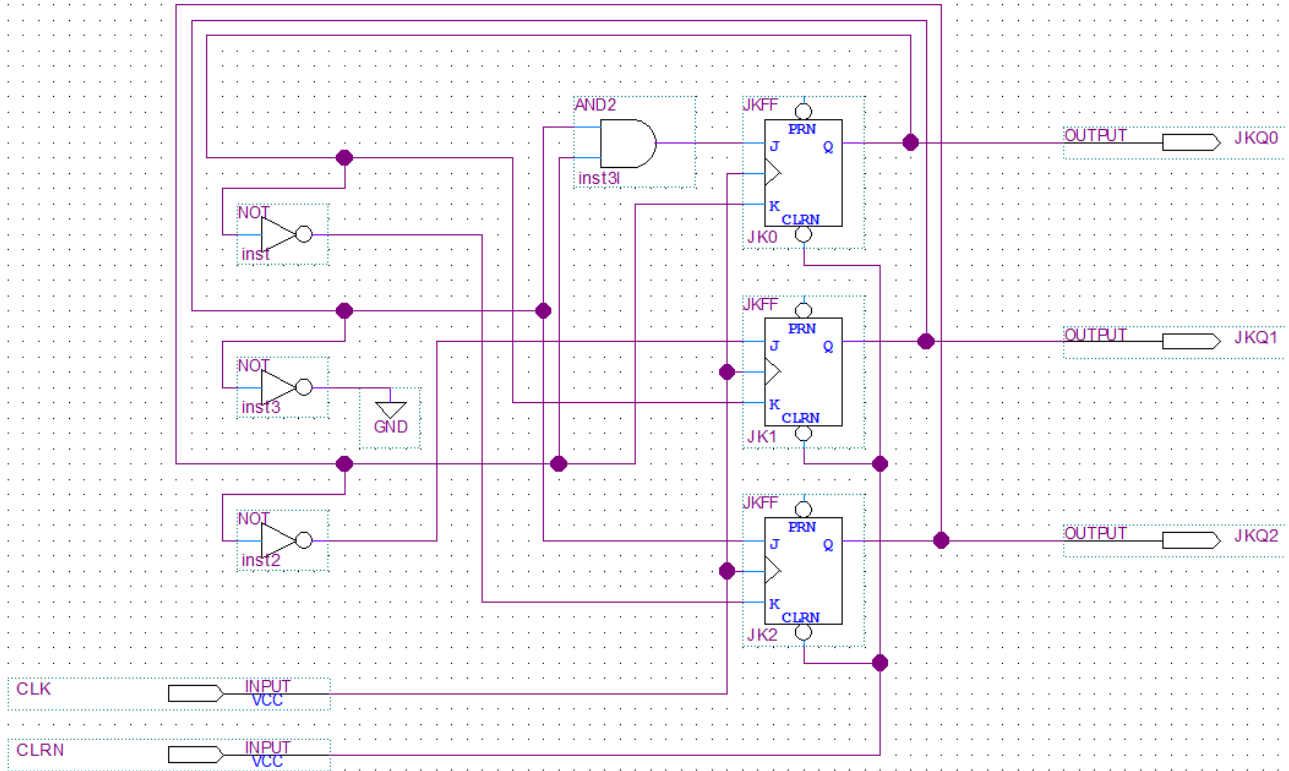 AND2
inst3l
JKFF
PRN
J
Q
K
CLRN
JK0
OUTPUT
JKQ0
NOT
inst
JKFF
PRN
J
Q
K
CLRN
JK1
OUTPUT
JKQ1
NOT
inst3
GND
JKFF
PRN
J
Q
K
CLRN
JK2
OUTPUT
JKQ2
NOT
inst2
CLK
INPUT
VCC
CLRN
INPUT
VCC